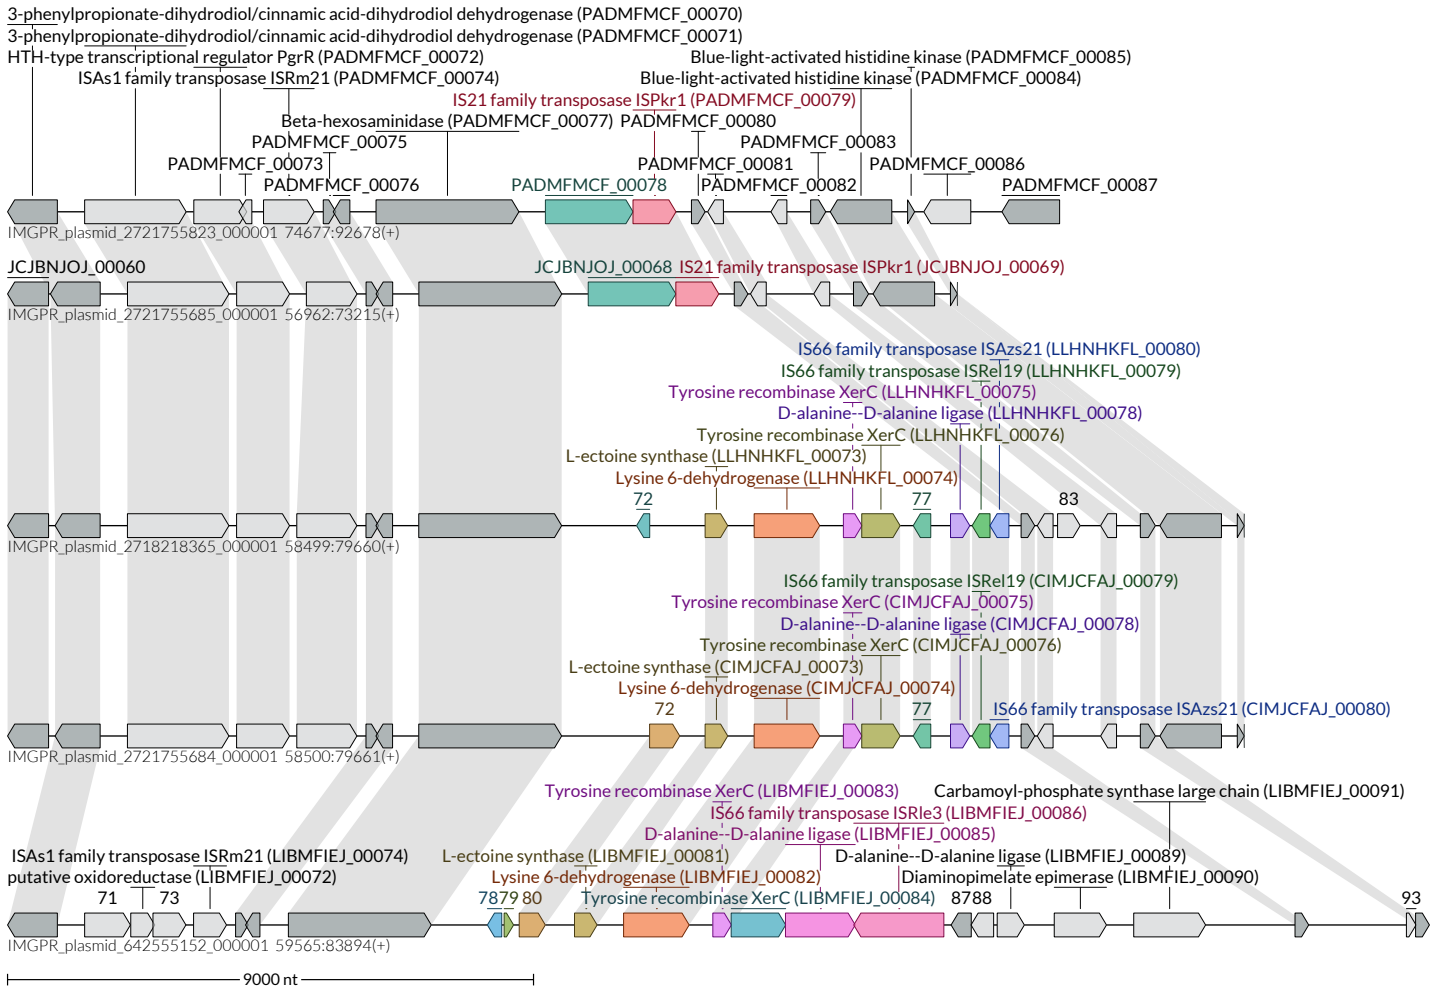 3-phenylpropionate-dihydrodiol/cinnamic acid-dihydrodiol dehydrogenase (PADMFMCF_00070)
3-phenylpropionate-dihydrodiol/cinnamic acid-dihydrodiol dehydrogenase (PADMFMCF_00071)
HTH-type transcriptional regulator PgrR (PADMFMCF_00072) Blue-light-activated histidine kinase (PADMFMCF_00085)
ISAs1 family transposase ISRm21 (PADMFMCF_00074) Blue-light-activated histidine kinase (PADMFMCF_00084)
IS21 family transposase ISPkr1 (PADMFMCF_00079)
Beta-hexosaminidase (PADMFMCF_00077) PADMFMCF_00080
PADMFMCF_00075 PADMFMCF_00083
PADMFMCF_00073 PADMFMCF_00081 PADMFMCF_00086
PADMFMCF_00076 PADMFMCF_00078 PADMFMCF_00082 PADMFMCF_00087
IMGPR_plasmid_2721755823_000001 74677:92678(+)
JCJBNJOJ_00060 JCJBNJOJ_00068 IS21 family transposase ISPkr1 (JCJBNJOJ_00069)
IMGPR_plasmid_2721755685_000001 56962:73215(+)
IS66 family transposase ISAzs21 (LLHNHKFL_00080)
IS66 family transposase ISRel19 (LLHNHKFL_00079)
Tyrosine recombinase XerC (LLHNHKFL_00075)
D-alanine--D-alanine ligase (LLHNHKFL_00078)
Tyrosine recombinase XerC (LLHNHKFL_00076)
L-ectoine synthase (LLHNHKFL_00073)
Lysine 6-dehydrogenase (LLHNHKFL_00074)
72 77 83
IMGPR_plasmid_2718218365_000001 58499:79660(+)
IS66 family transposase ISRel19 (CIMJCFAJ_00079)
Tyrosine recombinase XerC (CIMJCFAJ_00075)
D-alanine--D-alanine ligase (CIMJCFAJ_00078)
Tyrosine recombinase XerC (CIMJCFAJ_00076)
L-ectoine synthase (CIMJCFAJ_00073)
Lysine 6-dehydrogenase (CIMJCFAJ_00074)
72 77 IS66 family transposase ISAzs21 (CIMJCFAJ_00080)
IMGPR_plasmid_2721755684_000001 58500:79661(+)
Tyrosine recombinase XerC (LIBMFIEJ_00083) Carbamoyl-phosphate synthase large chain (LIBMFIEJ_00091)
IS66 family transposase ISRle3 (LIBMFIEJ_00086)
D-alanine--D-alanine ligase (LIBMFIEJ_00085)
ISAs1 family transposase ISRm21 (LIBMFIEJ_00074) L-ectoine synthase (LIBMFIEJ_00081) D-alanine--D-alanine ligase (LIBMFIEJ_00089)
putative oxidoreductase (LIBMFIEJ_00072) Lysine 6-dehydrogenase (LIBMFIEJ_00082) Diaminopimelate epimerase (LIBMFIEJ_00090)
71 73 78 79 80 Tyrosine recombinase XerC (LIBMFIEJ_00084) 87 88 93
IMGPR_plasmid_642555152_000001 59565:83894(+)
9000 nt